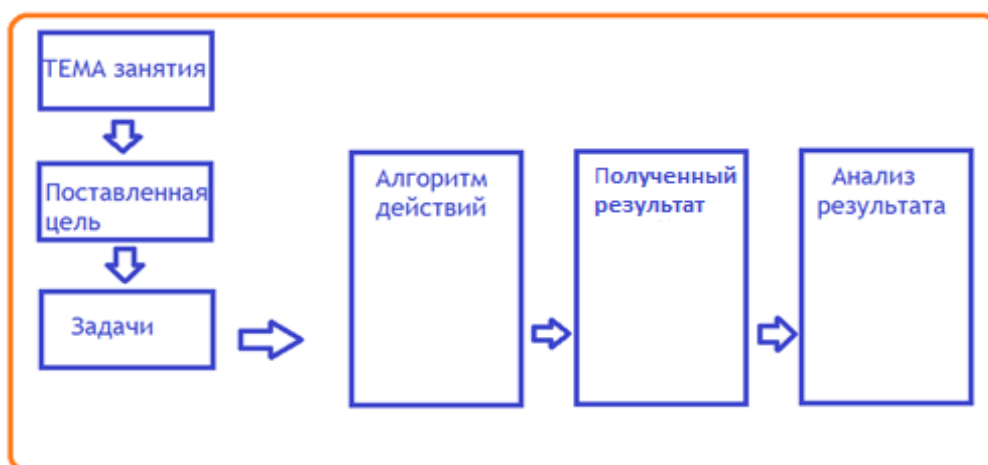 ТЕМА занятия
Поставленная
цель
Задачи
Алгоритм
действий
Полученный
результат
Анализ
результата